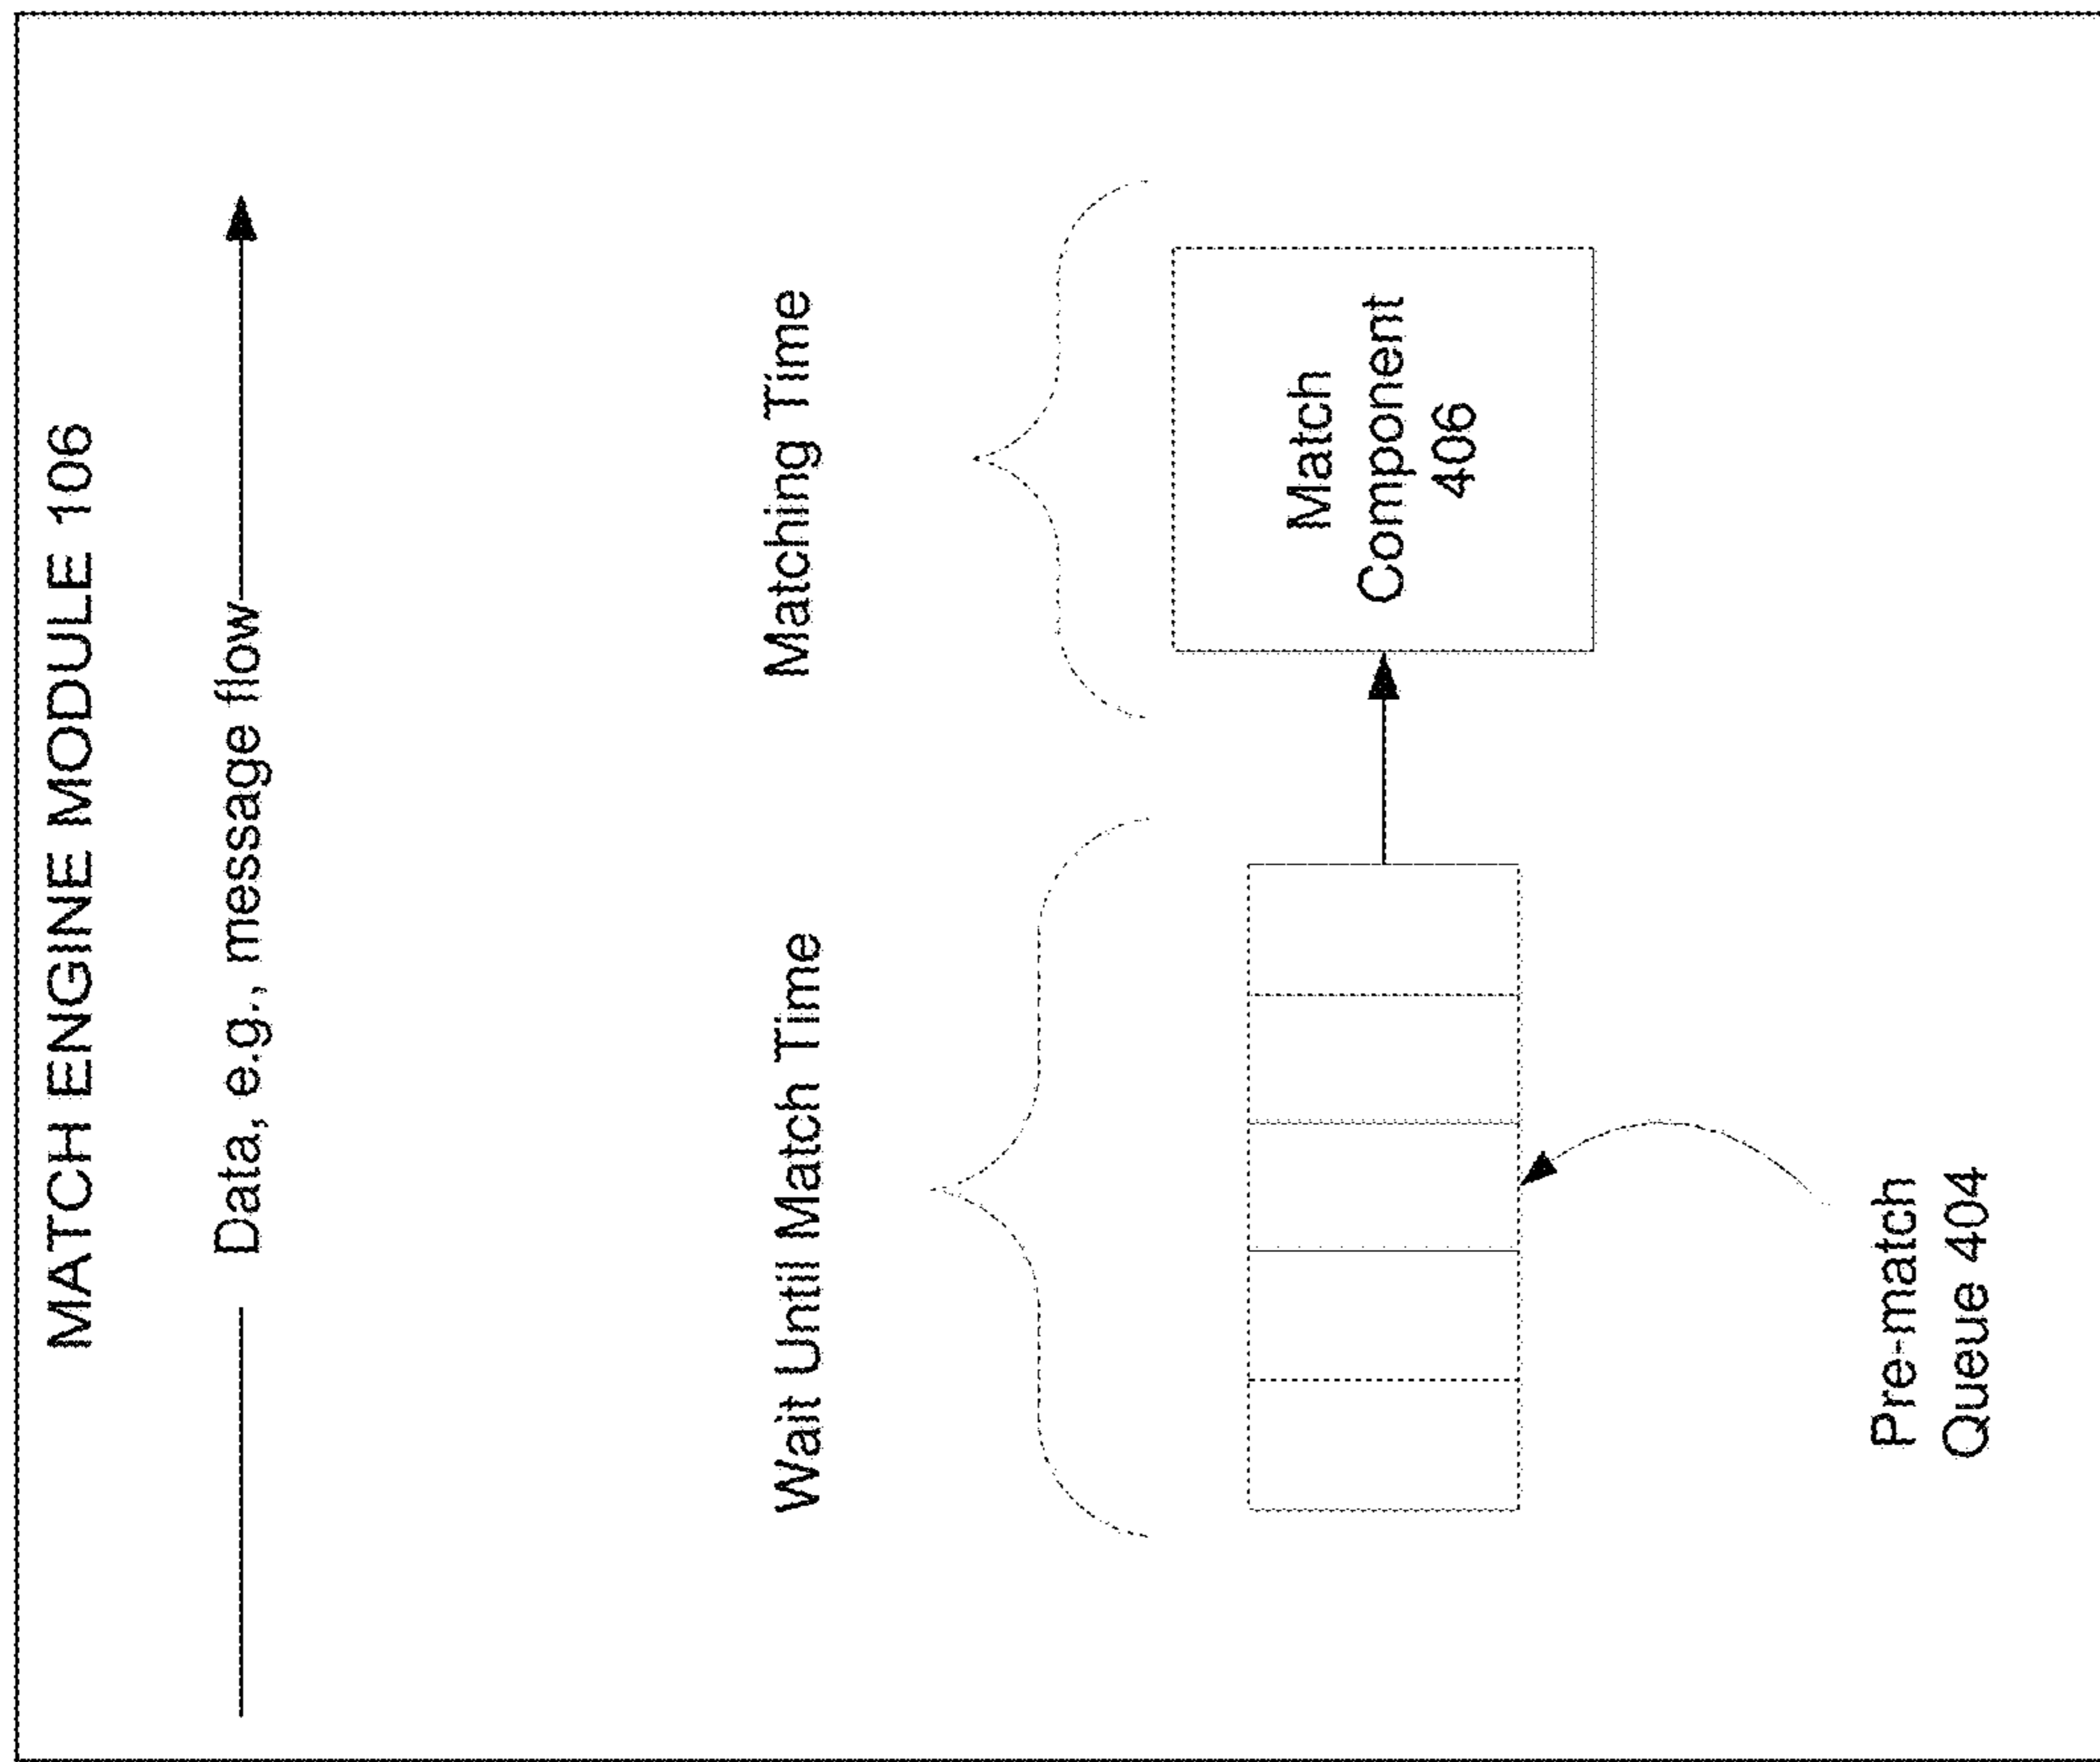 MATCH ENGINE MODULE 106
Data, e.g., message flow
Wait Until Match Time
Matching Time
Match
Component
406
Pre-match
Queue 404